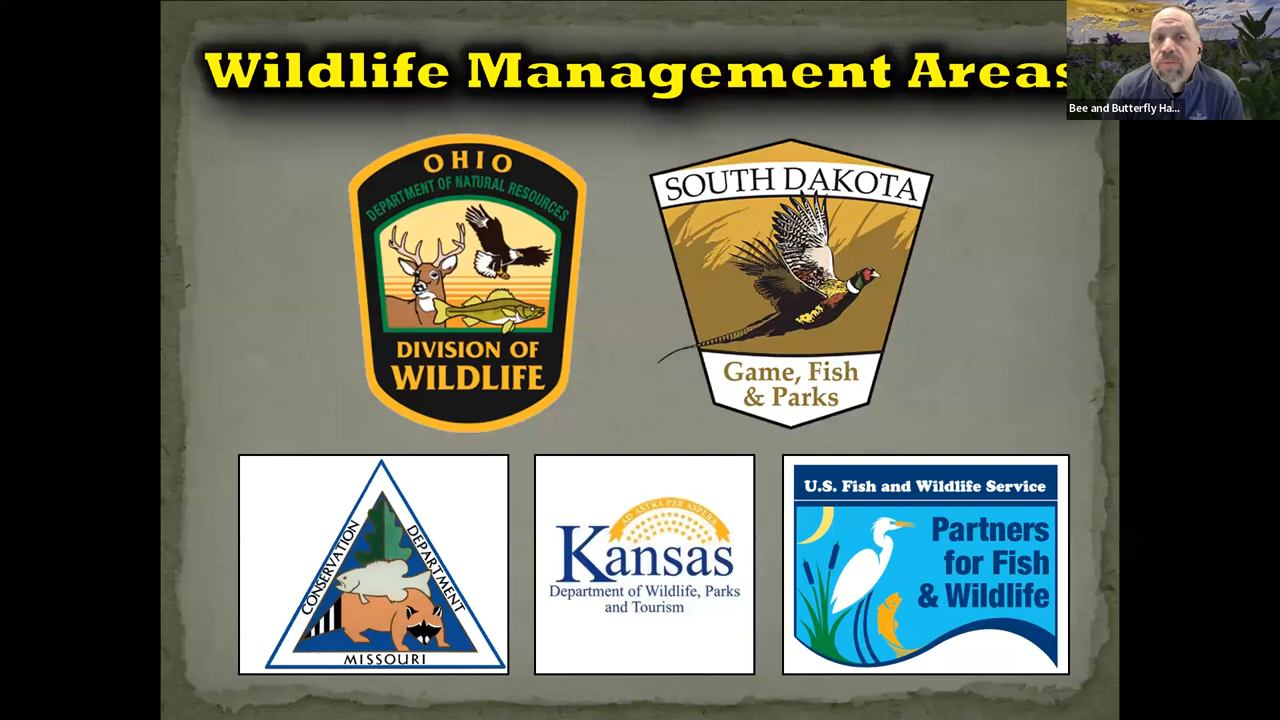 Wildlife Management Areas
Bee and Butterfly Ha...
OHIO
DEPARTMENT OF NATURAL RESOURCES
DIVISION OF
WILDLIFE
SOUTH DAKOTA
Game, Fish
& Parks
CONSERVATION
DEPARTMENT
MISSOURI
AD ASTRA PER ASPERA
Kansas
Department of Wildlife, Parks
and Tourism
U.S. Fish and Wildlife Service
Partners
for Fish
& Wildlife